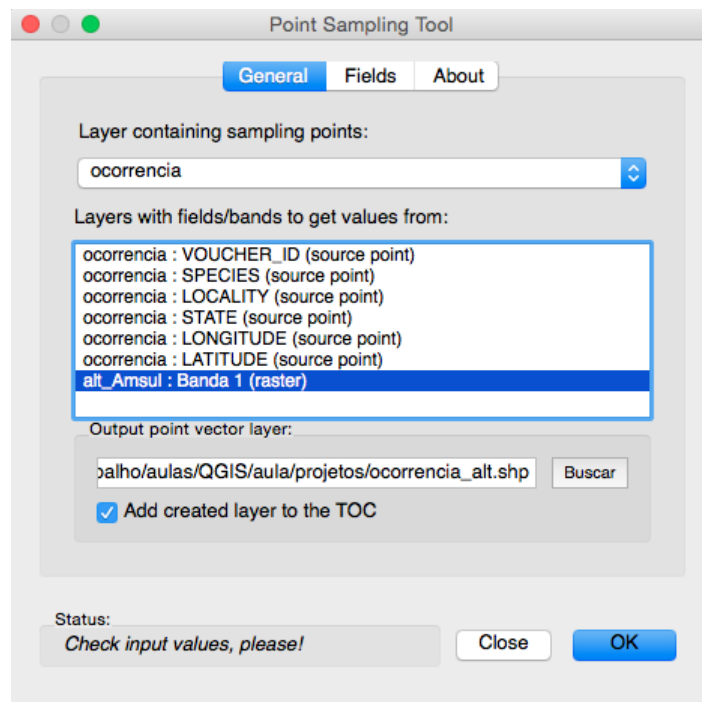 Point Sampling Tool
General Fields About
Layer containing sampling points:
ocorrencia
Layers with fields/bands to get values from:
ocorrencia : VOUCHER_ID (source point)
ocorrencia : SPECIES (source point)
ocorrencia : LOCALITY (source point)
ocorrencia : STATE (source point)
ocorrencia : LONGITUDE (source point)
ocorrencia : LATITUDE (source point)
alt_Amsul : Banda 1 (raster)
Output point vector layer:
balho/aulas/QGIS/aula/projetos/ocorrencia_alt.shp Buscar
Add created layer to the TOC
Status:
Check input values, please! Close OK